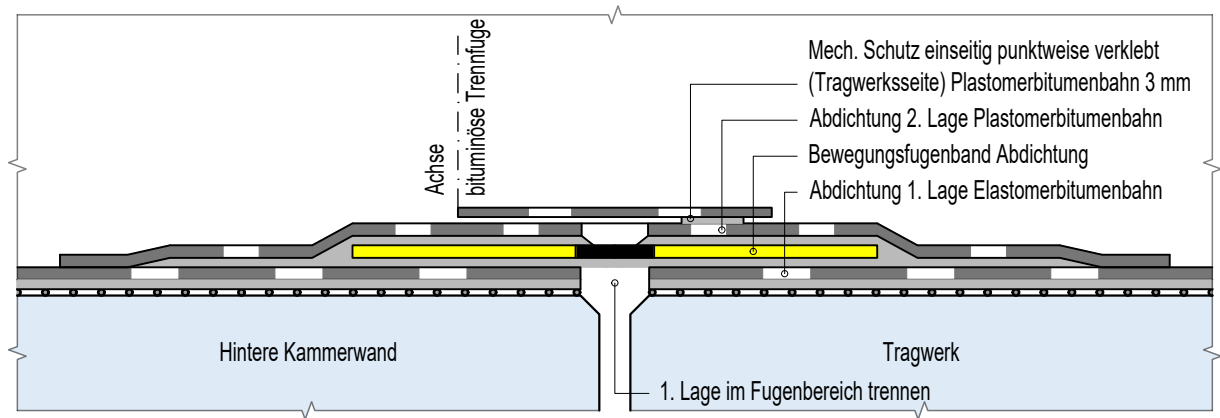 Achse
bituminöse Trennfuge
Mech. Schutz einseitig punktweise verklebt
(Tragwerksseite) Plastomerbitumenbahn 3 mm
Abdichtung 2. Lage Plastomerbitumenbahn
Bewegungsfugenband Abdichtung
Abdichtung 1. Lage Elastomerbitumenbahn
Hintere Kammerwand
Tragwerk
1. Lage im Fugenbereich trennen